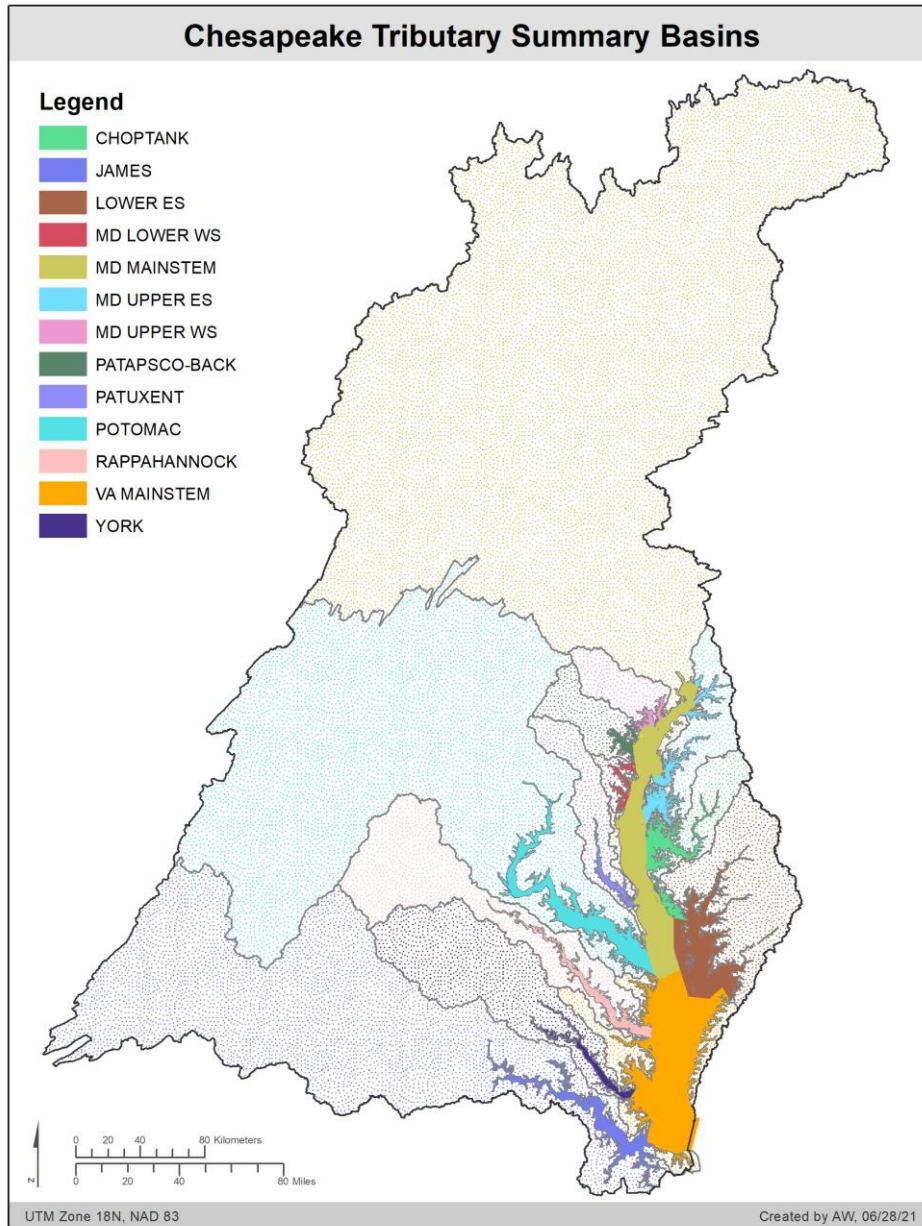 Chesapeake Tributary Summary Basins
Legend
CHOPTANK
JAMES
LOWER ES
MD LOWER WS
MD MAINSTEM
MD UPPER ES
MD UPPER WS
PATAPSCO-BACK
PATUXENT
POTOMAC
RAPPAHANNOCK
VA MAINSTEM
YORK
0 20 40 80 Kilometers
0 20 40 80 Miles
N
UTM Zone 18N, NAD 83
Created by AW, 06/28/21